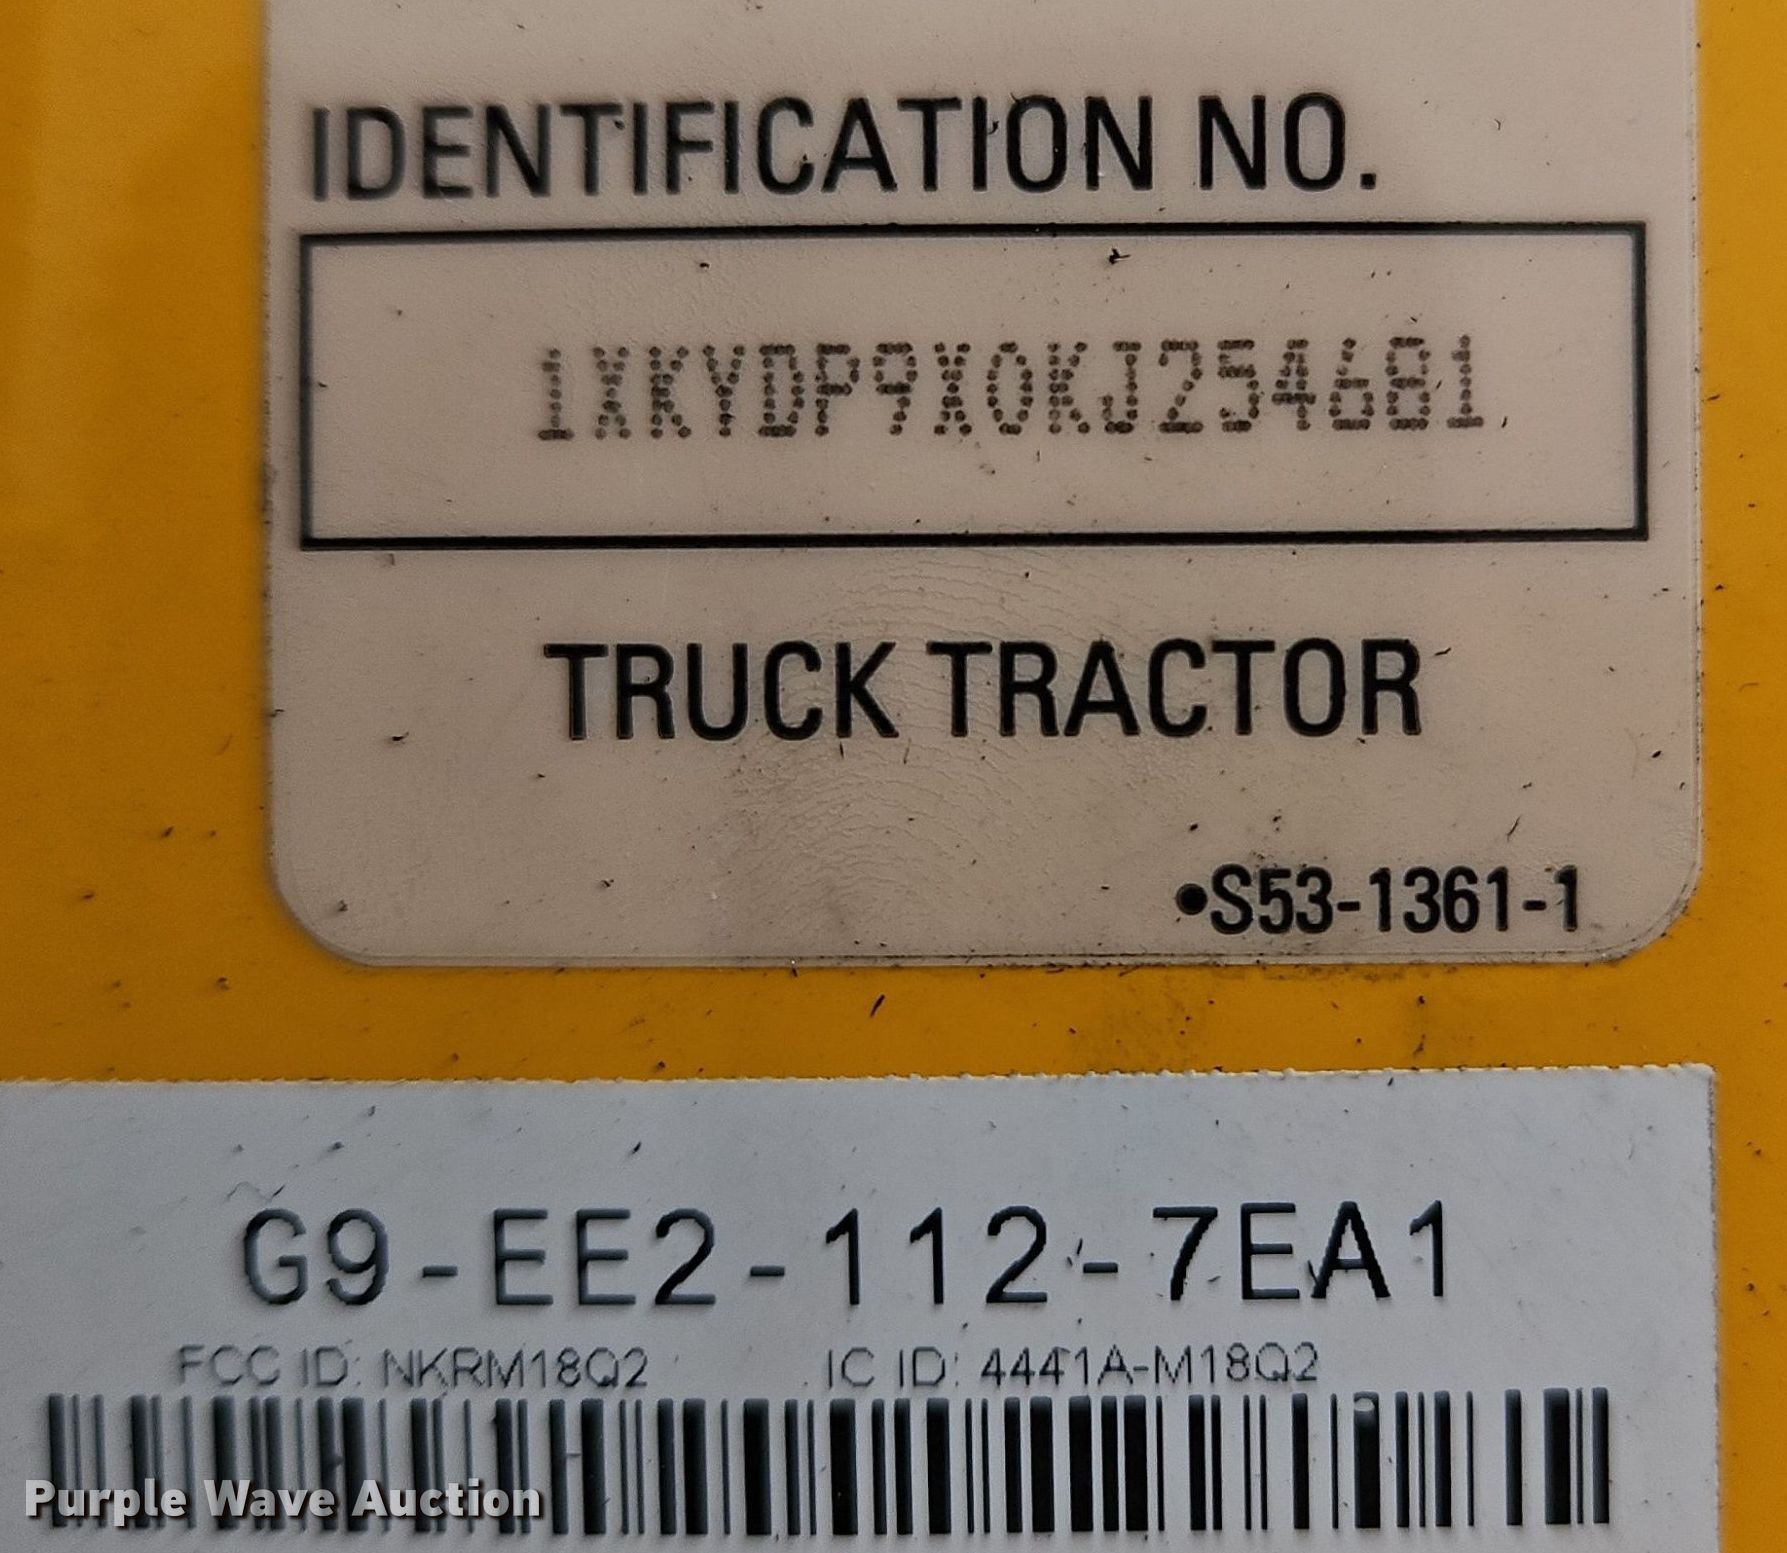 IDENTIFICATION NO.
1XKYDP9X0KJ254681
TRUCK TRACTOR
•S53-1361-1
G9-EE2-112-7EA1
FCC ID: NKRM18Q2 IC ID: 4441A-M18Q2
Purple Wave Auction